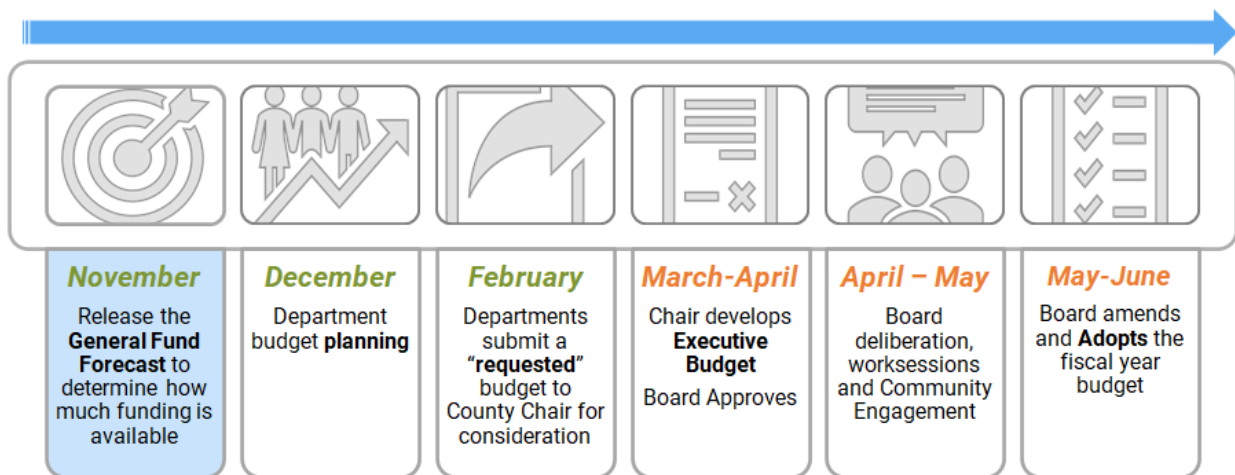 November
Release the
General Fund
Forecast to
determine how
much funding is
available
December
Department
budget planning
February
Departments
submit a
“requested”
budget to
County Chair for
consideration
March-April
Chair develops
Executive
Budget
Board Approves
April – May
Board
deliberation,
worksessions
and Community
Engagement
May-June
Board amends
and Adopts the
fiscal year
budget